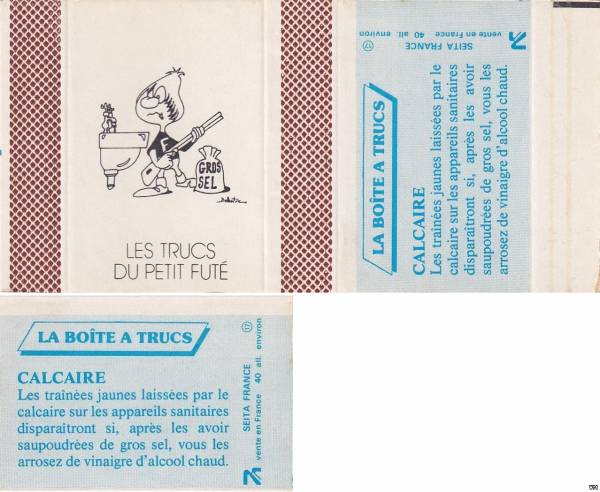 GROS
SEL
LES TRUCS
DU PETIT FUTÉ
LA BOÎTE A TRUCS
CALCAIRE
Les traînées jaunes laissées par le
calcaire sur les appareils sanitaires
disparaîtront si, après les avoir
saupoudrées de gros sel, vous les
arrosez de vinaigre d'alcool chaud.
SEITA FRANCE
vente en France 40 all. environ
17
LA BOÎTE A TRUCS
CALCAIRE
Les traînées jaunes laissées par le
calcaire sur les appareils sanitaires
disparaîtront si, après les avoir
saupoudrées de gros sel, vous les
arrosez de vinaigre d'alcool chaud.
SEITA FRANCE
vente en France 40 all. environ
17